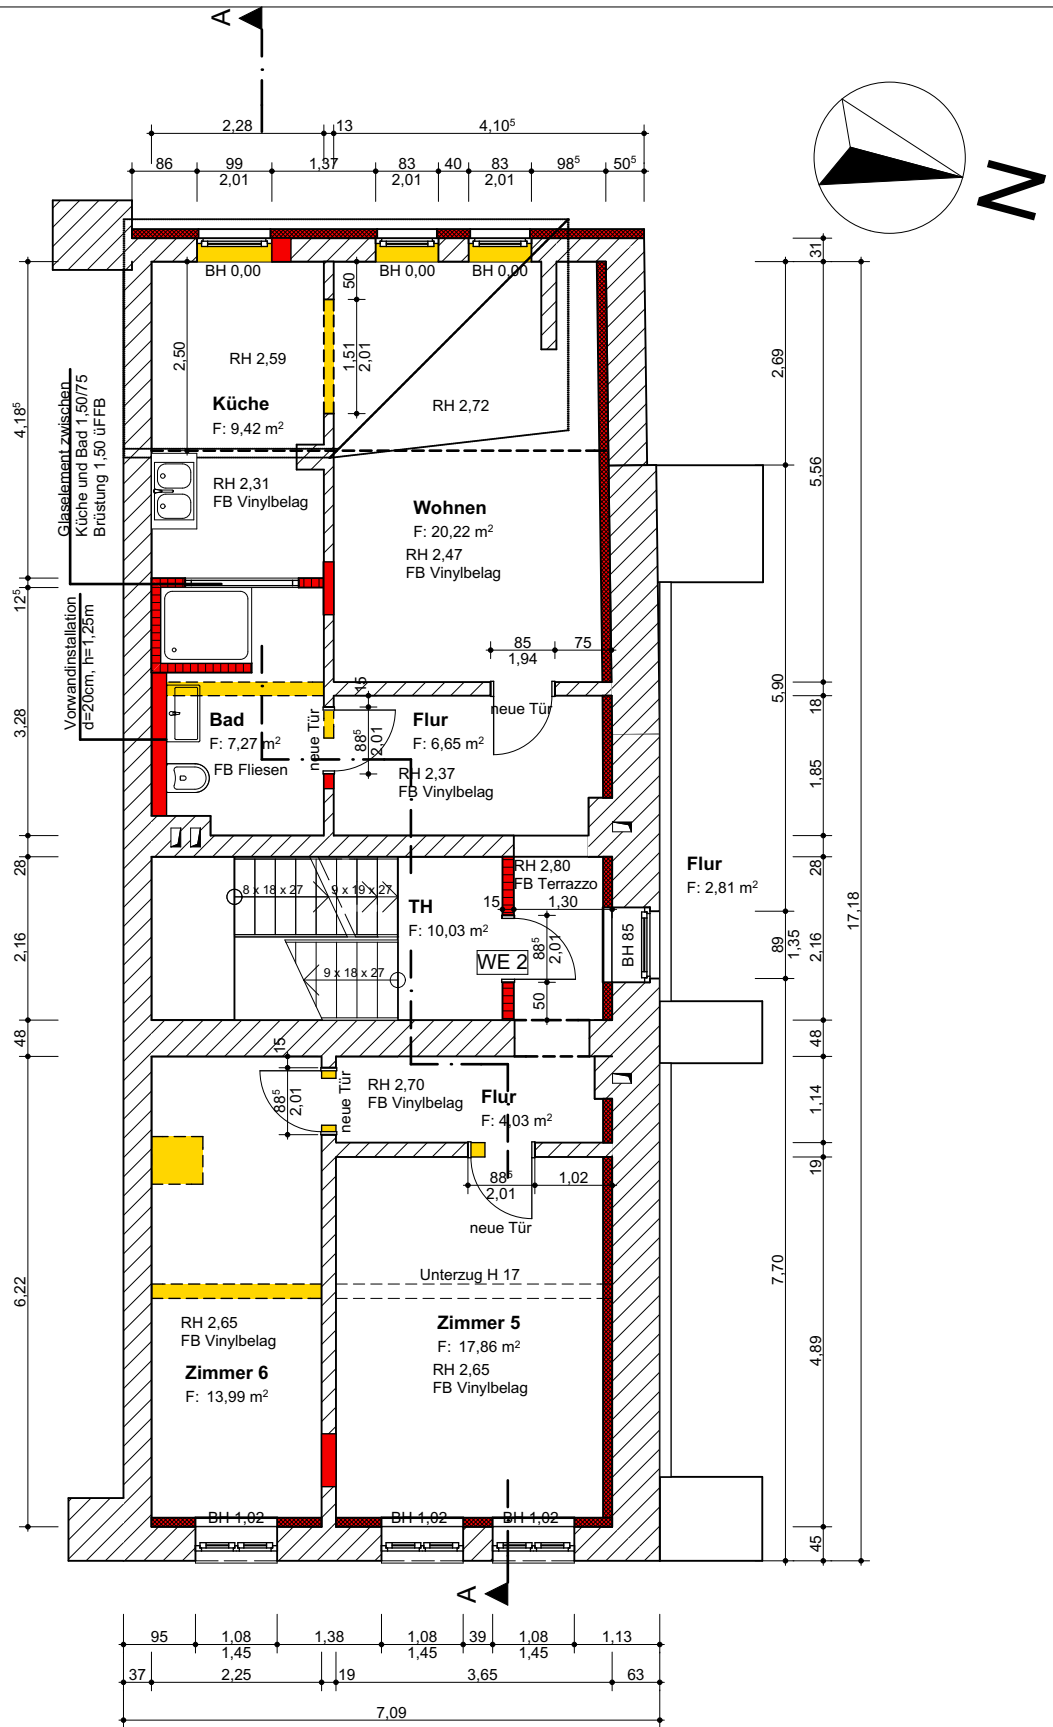 A
N
2,28
13
4,10⁵
86
99
2,01
1,37
83
2,01
40
83
2,01
98⁵
50⁵
BH 0,00
BH 0,00
BH 0,00
50
31
2,50
RH 2,59
1,51
2,01
RH 2,72
2,69
Küche
F: 9,42 m²
4,18⁵
Glaselement zwischen
Küche und Bad 1,50/75
Brüstung 1,50 üFFB
RH 2,31
FB Vinylbelag
Wohnen
F: 20,22 m²
RH 2,47
FB Vinylbelag
5,56
12⁵
Vorwandinstallation
d=20cm, h=1,25m
85
1,94
75
15
5,90
18
3,28
Bad
F: 7,27 m²
FB Fliesen
neue Tür
88⁵
2,01
Flur
F: 6,65 m²
RH 2,37
FB Vinylbelag
neue Tür
1,85
28
8 x 18 x 27
9 x 19 x 27
TH
F: 10,03 m²
RH 2,80
FB Terrazzo
15
1,30
Flur
F: 2,81 m²
28
17,18
2,16
9 x 18 x 27
WE 2
88⁵
2,01
BH 85
89
1,35
2,16
50
48
48
15
88⁵
2,01
neue Tür
RH 2,70
FB Vinylbelag
Flur
F: 4,03 m²
1,14
19
88⁵
2,01
1,02
neue Tür
6,22
Unterzug H 17
7,70
RH 2,65
FB Vinylbelag
Zimmer 6
F: 13,99 m²
Zimmer 5
F: 17,86 m²
RH 2,65
FB Vinylbelag
4,89
BH 1,02
BH 1,02
BH 1,02
45
A
95
1,08
1,45
1,38
1,08
1,45
39
1,08
1,45
1,13
37
2,25
19
3,65
63
7,09